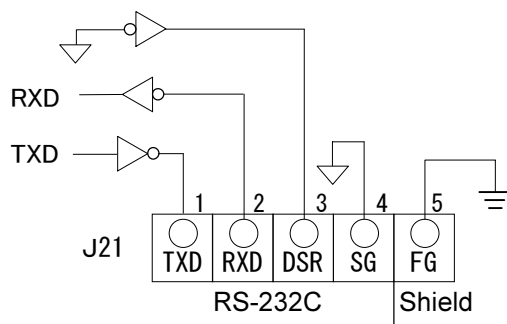 RXD
TXD
1 2 3 4 5
J21 TXD RXD DSR SG FG
RS-232C Shield